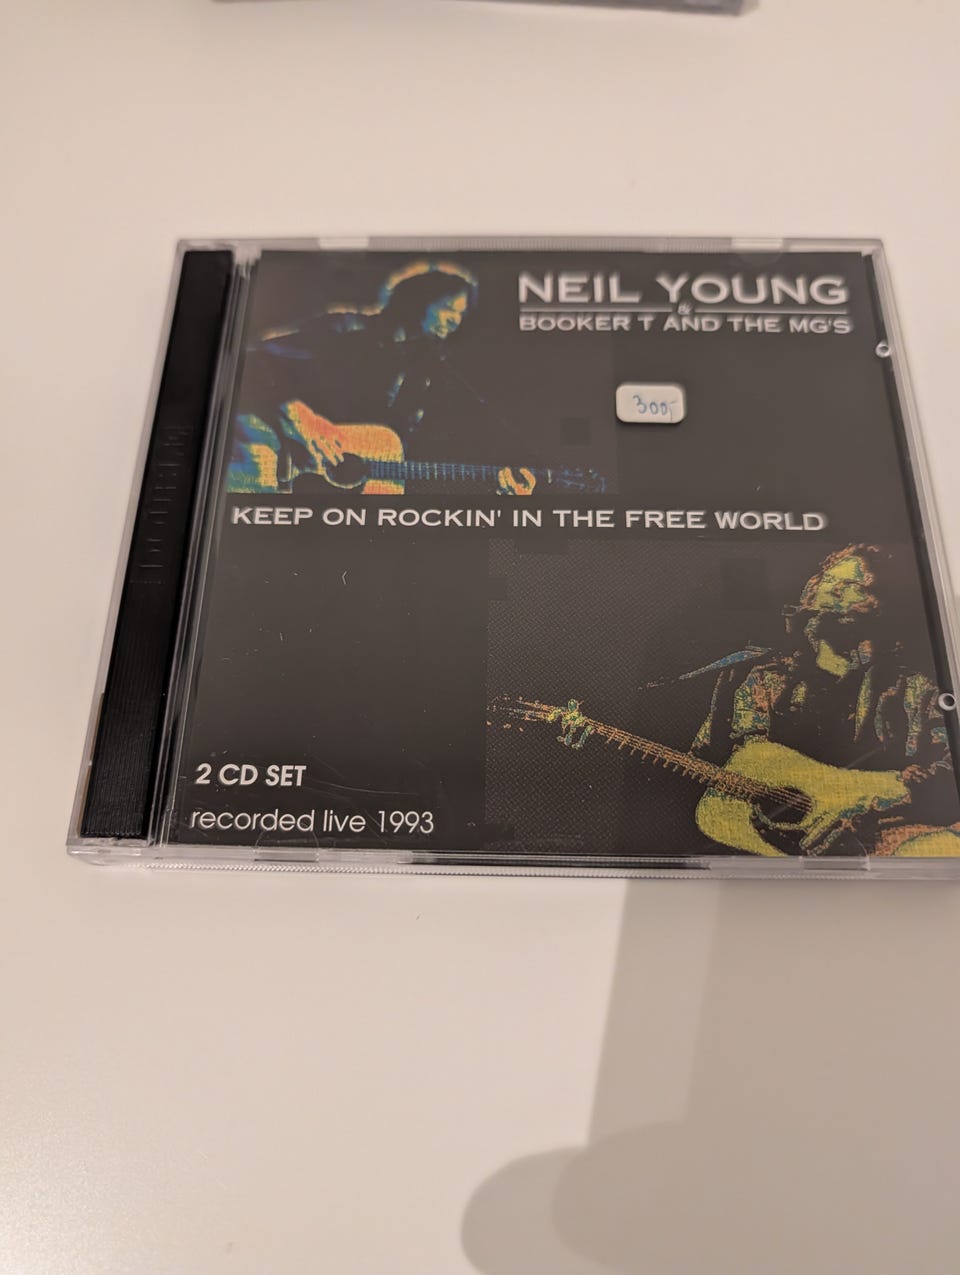 NEIL YOUNG
&
BOOKER T AND THE MG'S
300,-
KEEP ON ROCKIN' IN THE FREE WORLD
2 CD SET
recorded live 1993